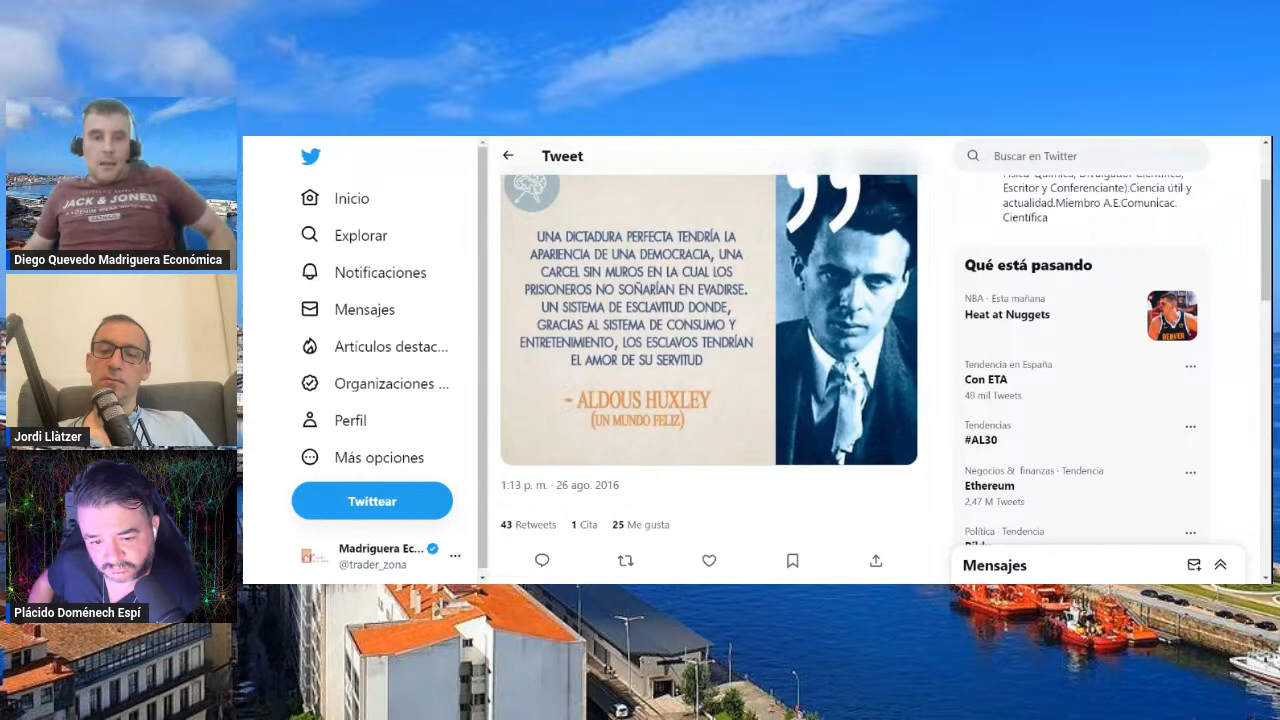 JACK & JONES
Diego Quevedo Madriguera Económica
Jordi Llàtzer
Plácido Doménech Espí
Inicio
Explorar
Notificaciones
Mensajes
Artículos destac...
Organizaciones ...
Perfil
Más opciones
Twittear
Madriguera Ec...
@trader_zona
Tweet
UNA DICTADURA PERFECTA TENDRÍA LA
APARIENCIA DE UNA DEMOCRACIA, UNA
CARCEL SIN MUROS EN LA CUAL LOS
PRISIONEROS NO SOÑARÍAN EN EVADIRSE.
UN SISTEMA DE ESCLAVITUD DONDE,
GRACIAS AL SISTEMA DE CONSUMO Y
ENTRETENIMIENTO, LOS ESCLAVOS TENDRÍAN
EL AMOR DE SU SERVITUD
- ALDOUS HUXLEY
(UN MUNDO FELIZ)
1:13 p. m. · 26 ago. 2016
43 Retweets 1 Cita 25 Me gusta
Buscar en Twitter
Escritor y Conferenciante).Ciencia útil y
actualidad.Miembro A.E.Comunicac.
Científica
Qué está pasando
NBA · Esta mañana
Heat at Nuggets
DENVER
Tendencia en España
Con ETA
48 mil Tweets
Tendencias
#AL30
Negocios & finanzas · Tendencia
Ethereum
2,47 M Tweets
Política · Tendencia
Mensajes